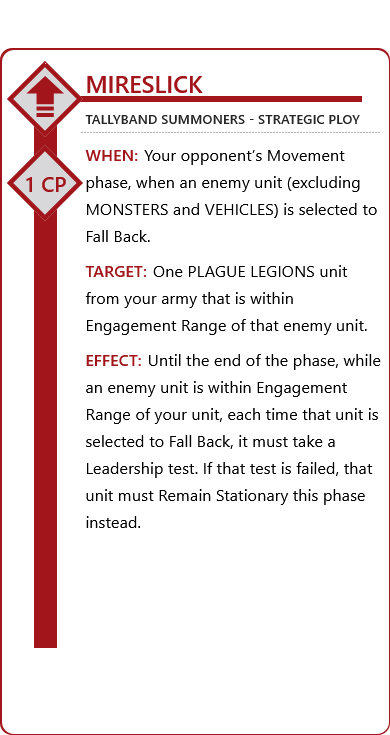 MIRESLICK
TALLYBAND SUMMONERS - STRATEGIC PLOY
WHEN: Your opponent's Movement
1 CP
phase, when an enemy unit (excluding
MONSTERS and VEHICLES) is selected to
Fall Back.
TARGET: One PLAGUE LEGIONS unit
from your army that is within
Engagement Range of that enemy unit.
EFFECT: Until the end of the phase, while
an enemy unit is within Engagement
Range of your unit, each time that unit is
selected to Fall Back, it must take a
Leadership test. If that test is failed, that
unit must Remain Stationary this phase
instead.